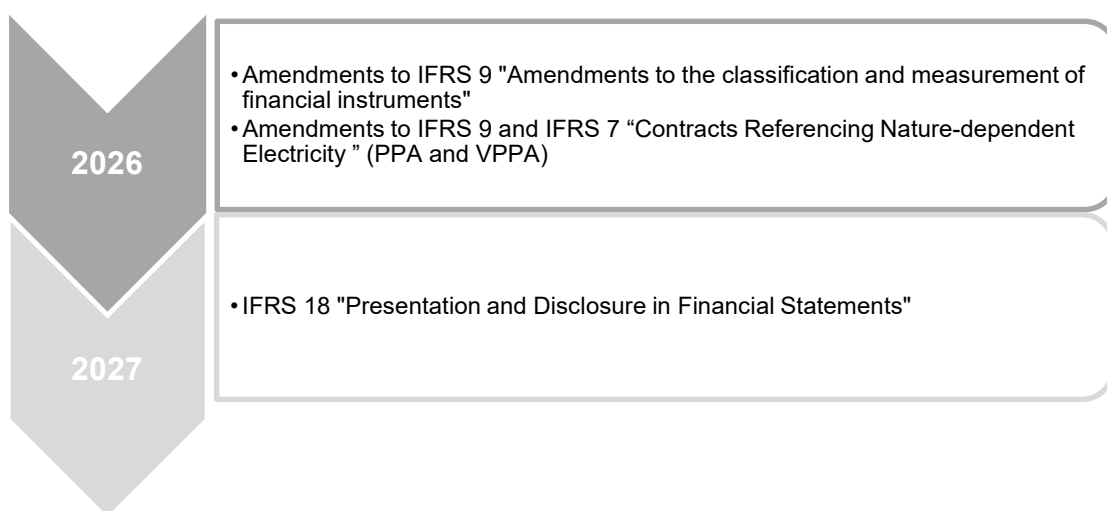 2026
•Amendments to IFRS 9 "Amendments to the classification and measurement of
financial instruments"
•Amendments to IFRS 9 and IFRS 7 “Contracts Referencing Nature-dependent
Electricity ” (PPA and VPPA)
2027
•IFRS 18 "Presentation and Disclosure in Financial Statements"